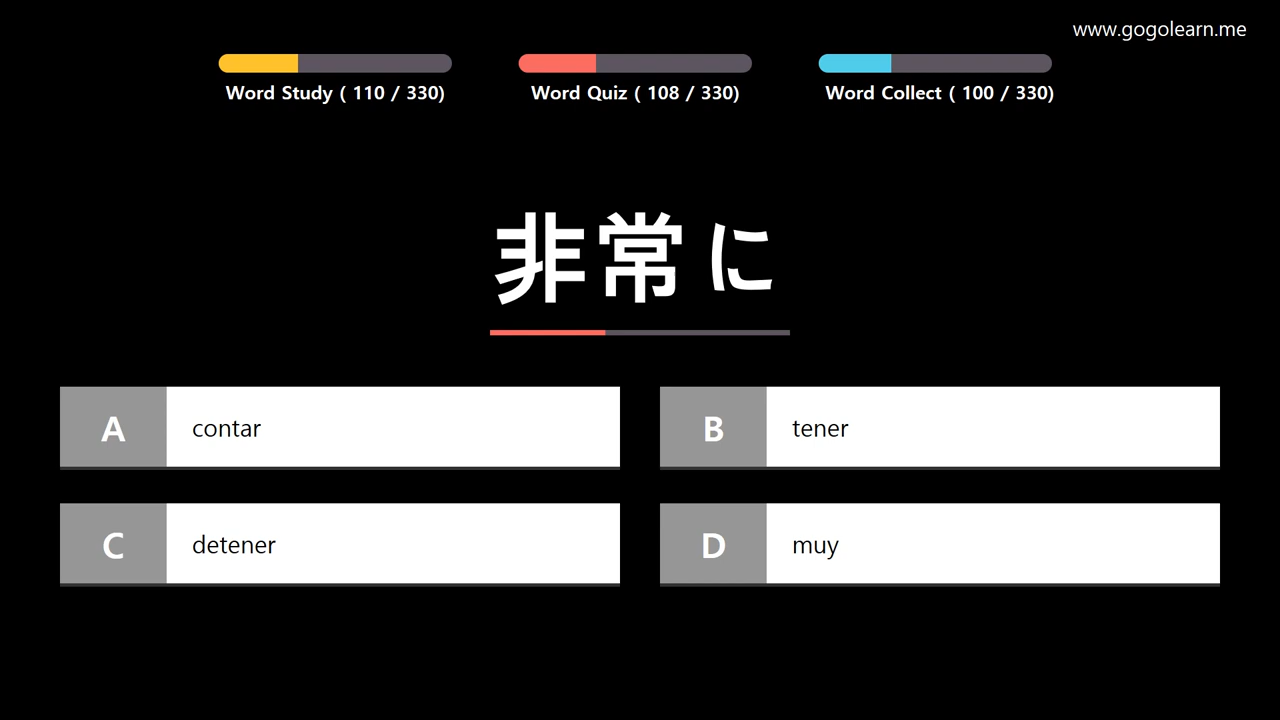 www.gogolearn.me
Word Study ( 110 / 330)
Word Quiz ( 108 / 330)
Word Collect ( 100 / 330)
非常に
A contar
B tener
C detener
D muy